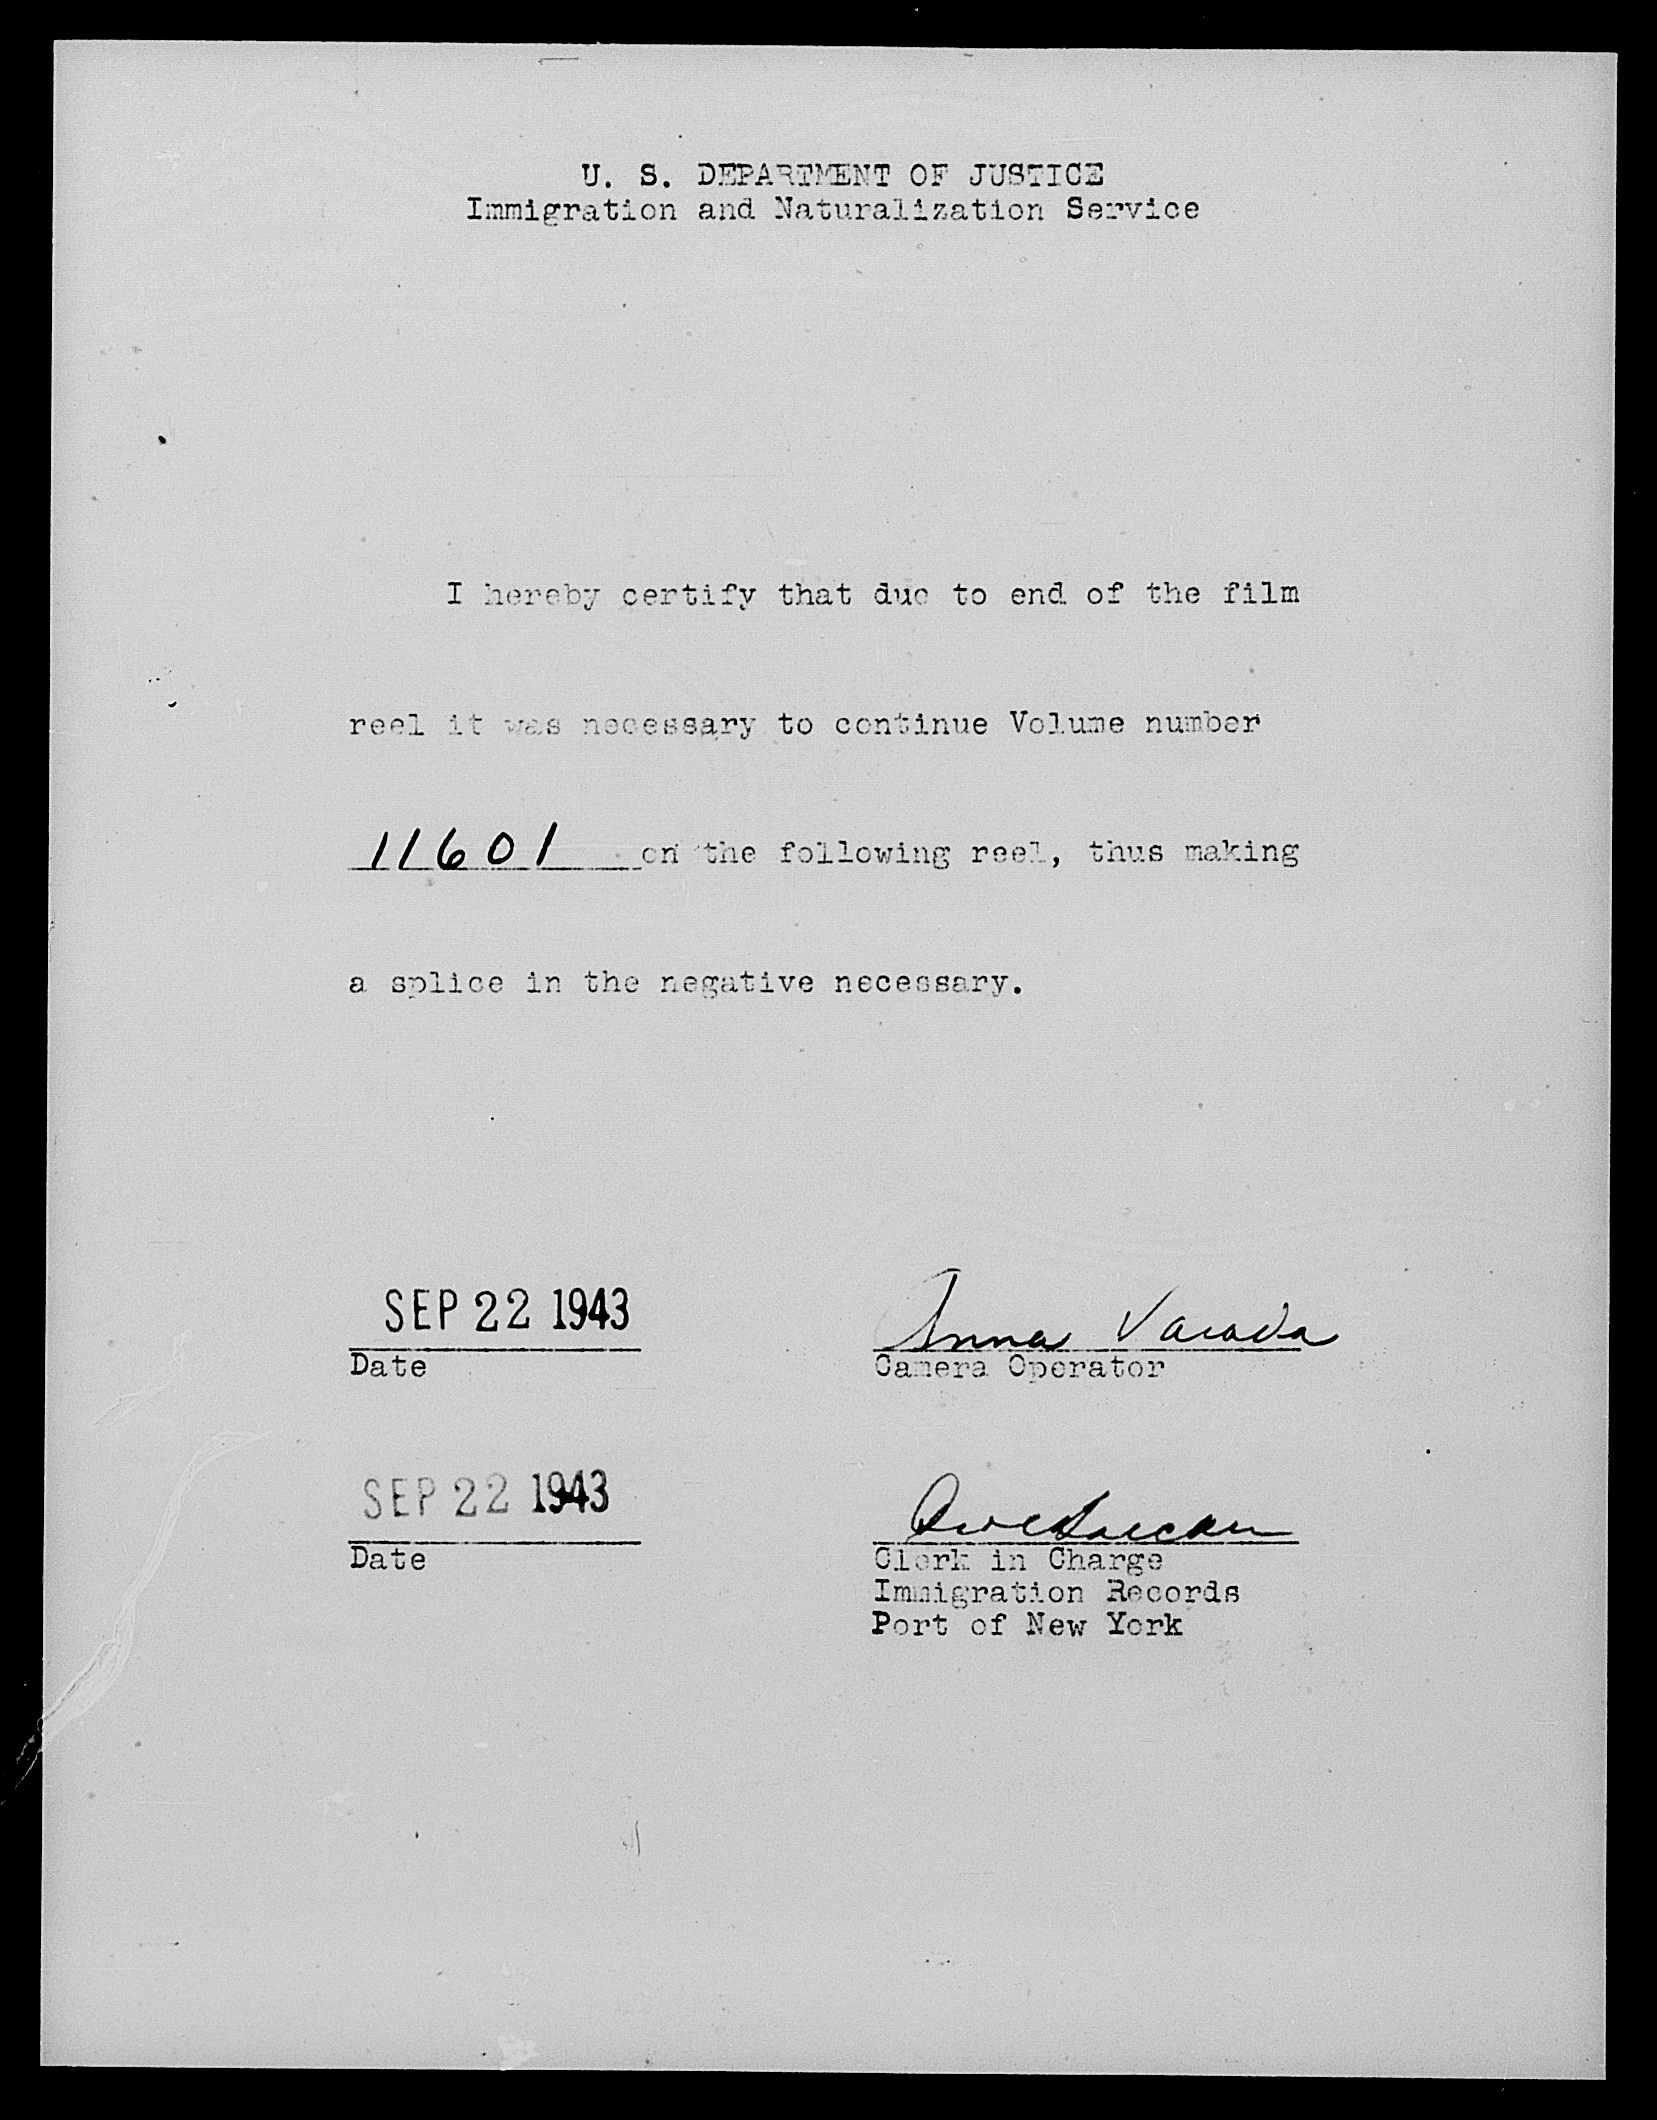 U. S. DEPARTMENT OF JUSTICE
Immigration and Naturalization Service
I hereby certify that due to end of the film
reel it was necessary to continue Volume number
11601 on the following reel, thus making
a splice in the negative necessary.
SEP 22 1943
Anna
Date
Camera Operator
SEP 22 1943
Date
Clerk in Charge
Immigration Records
Port of New York